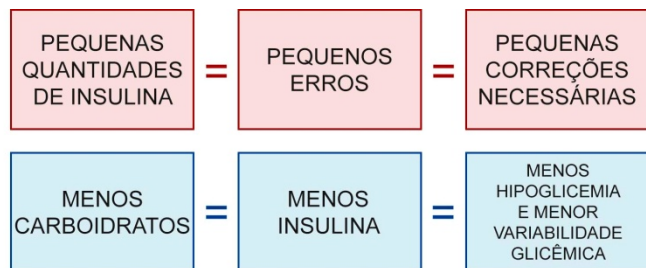 PEQUENAS
QUANTIDADES
DE INSULINA
=
PEQUENOS
ERROS
=
PEQUENAS
CORREÇÕES
NECESSÁRIAS
MENOS
CARBOIDRATOS
=
MENOS
INSULINA
=
MENOS
HIPOGLICEMIA
E MENOR
VARIABILIDADE
GLICÊMICA